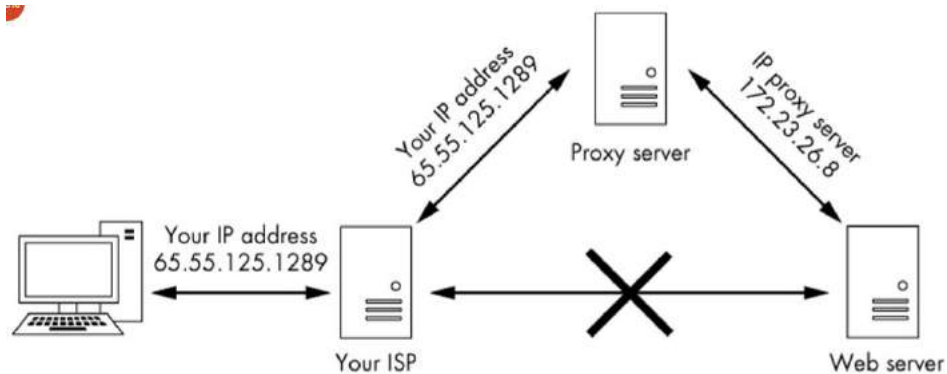 Your IP address
65.55.125.1289
IP proxy server
172.23.26.8
Proxy server
Your IP address
65.55.125.1289
Your ISP
Web server